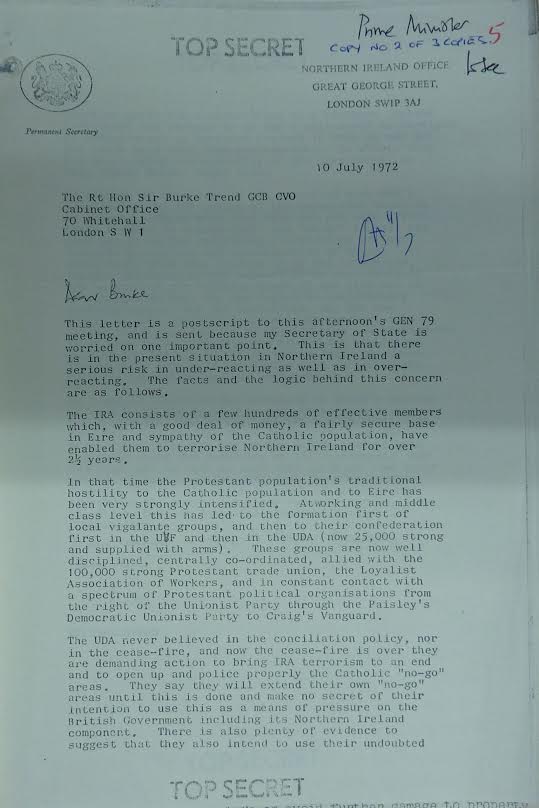 Prime Minister
TOP SECRET
COPY NO 2 OF 3 COPIES.
5
NORTHERN IRELAND OFFICE
GREAT GEORGE STREET,
LONDON SW1P 3AJ
Permanent Secretary
10 July 1972
The Rt Hon Sir Burke Trend GCB CVO
Cabinet Office
70 Whitehall
London S W 1
Dear Burke
This letter is a postscript to this afternoon's GEN 79
meeting, and is sent because my Secretary of State is
worried on one important point. This is that there
is in the present situation in Northern Ireland a
serious risk in under-reacting as well as in over-
reacting. The facts and the logic behind this concern
are as follows.
The IRA consists of a few hundreds of effective members
which, with a good deal of money, a fairly secure base
in Eire and sympathy of the Catholic population, have
enabled them to terrorise Northern Ireland for over
2½ years.
In that time the Protestant population's traditional
hostility to the Catholic population and to Eire has
been very strongly intensified. Atworking and middle
class level this has led to the formation first of
local vigalante groups, and then to their confederation
first in the UVF and then in the UDA (now 25,000 strong
and supplied with arms). These groups are now well
disciplined, centrally co-ordinated, allied with the
100,000 strong Protestant trade union, the Loyalist
Association of Workers, and in constant contact with
a spectrum of Protestant political organisations from
the right of the Unionist Party through the Paisley's
Democratic Unionist Party to Craig's Vanguard.
The UDA never believed in the conciliation policy, nor
in the cease-fire, and now the cease-fire is over they
are demanding action to bring IRA terrorism to an end
and to open up and police properly the Catholic "no-go"
areas. They say they will extend their own "no-go"
areas until this is done and make no secret of their
intention to use this as a means of pressure on the
British Government including its Northern Ireland
component. There is also plenty of evidence to
suggest that they also intend to use their undoubted
TOP SECRET
avoid further damage to property